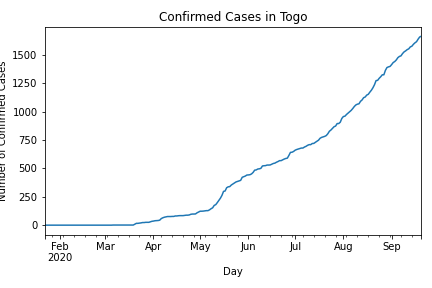 Confirmed Cases in Togo
Number of Confirmed Cases
1500
1250
1000
750
500
250
0
Feb
2020
Mar
Apr
May
Jun
Jul
Aug
Sep
Day